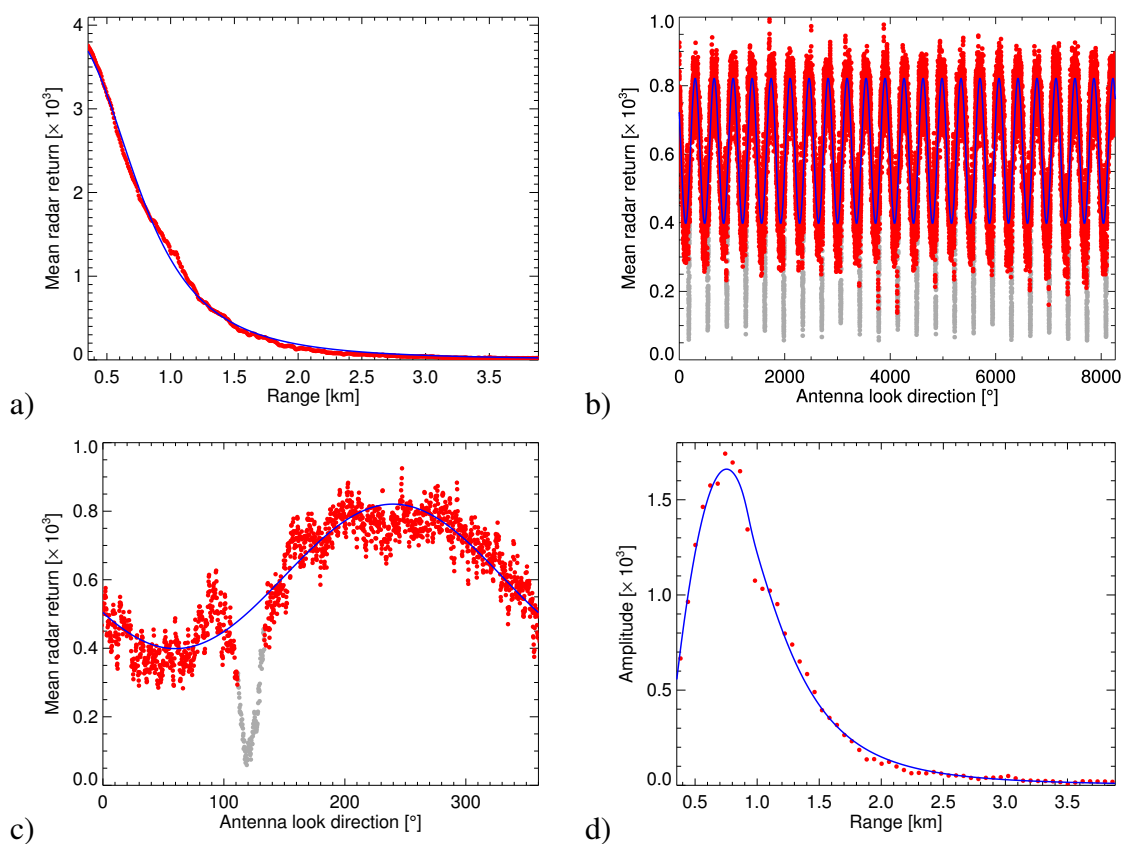 4
3
2
1
0
Mean radar return [× 10³]
0.5 1.0 1.5 2.0 2.5 3.0 3.5
Range [km]
a)
1.0
0.8
0.6
0.4
0.2
0.0
Mean radar return [× 10³]
0 2000 4000 6000 8000
Antenna look direction [°]
b)
1.0
0.8
0.6
0.4
0.2
0.0
Mean radar return [× 10³]
0 100 200 300
Antenna look direction [°]
c)
1.5
1.0
0.5
0.0
Amplitude [× 10³]
0.5 1.0 1.5 2.0 2.5 3.0 3.5
Range [km]
d)